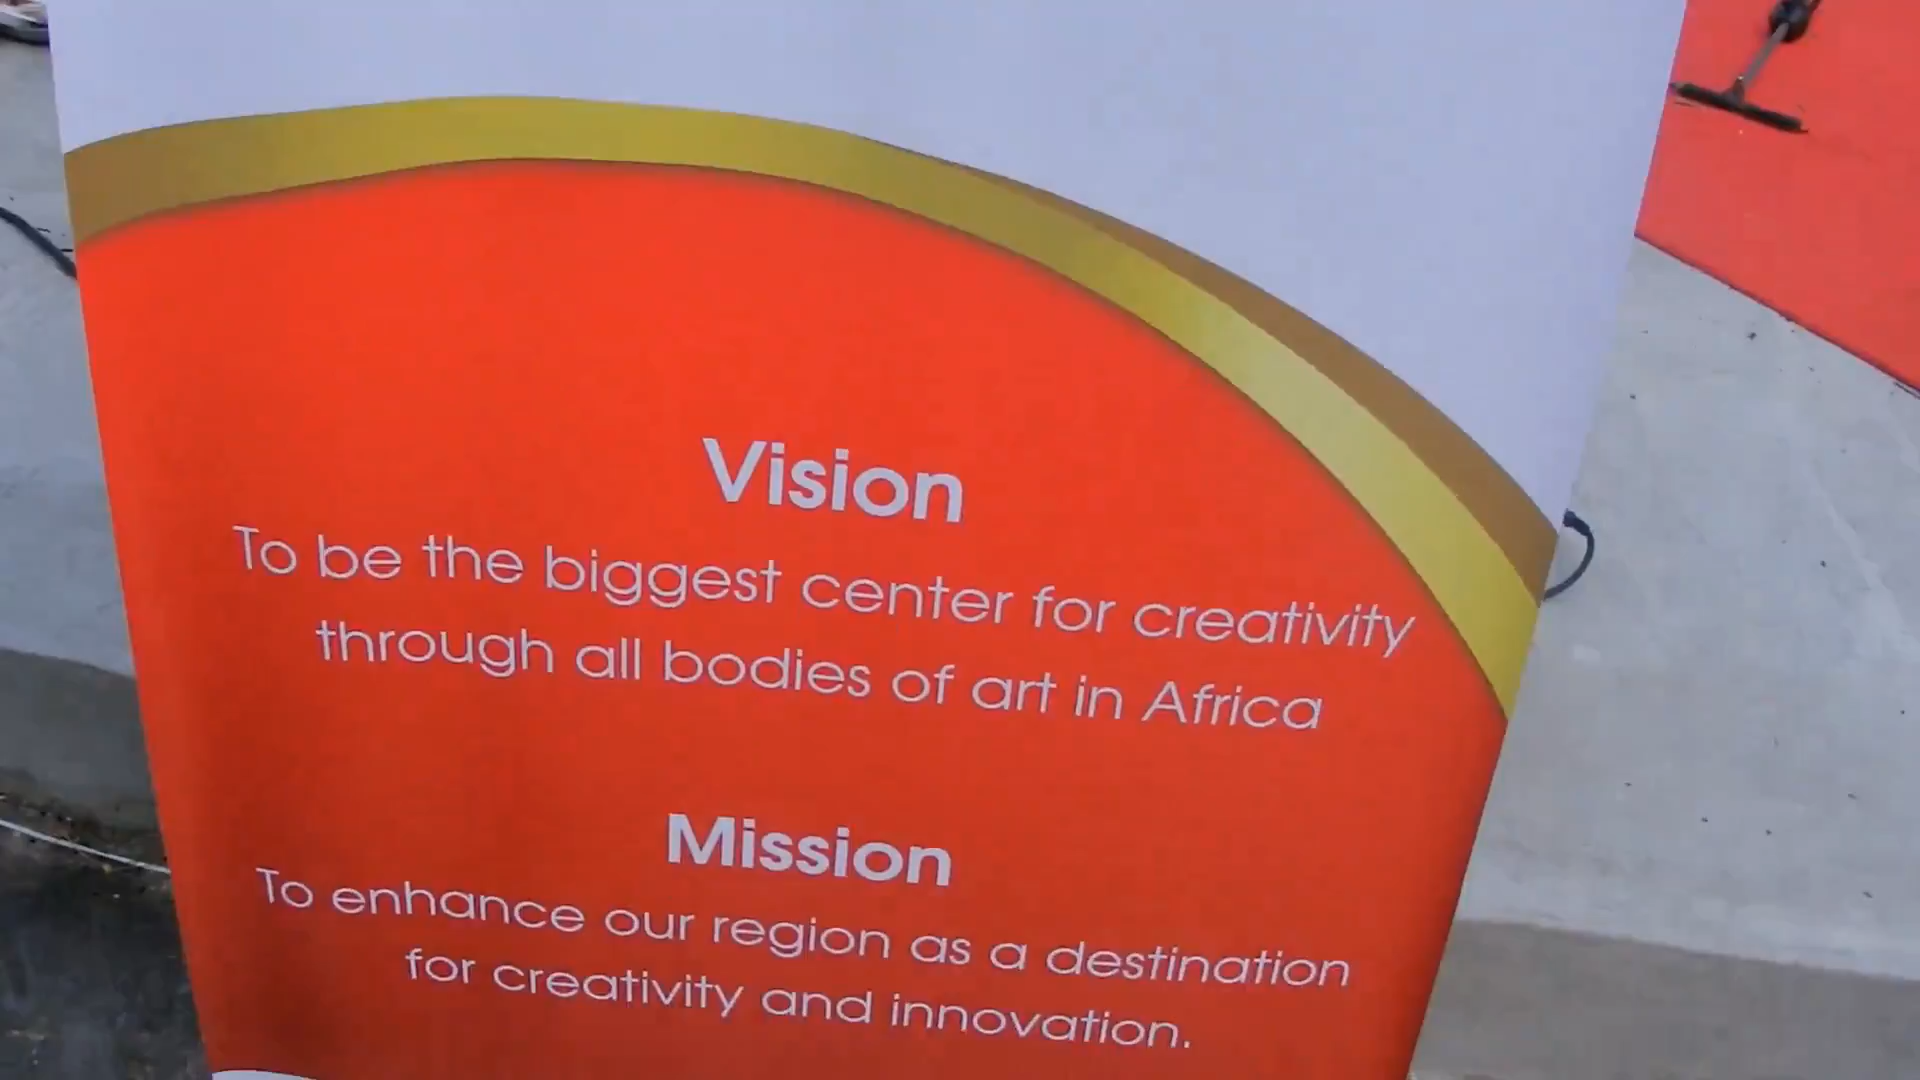 Vision
To be the biggest center for creativity
through all bodies of art in Africa
Mission
To enhance our region as a destination
for creativity and innovation.